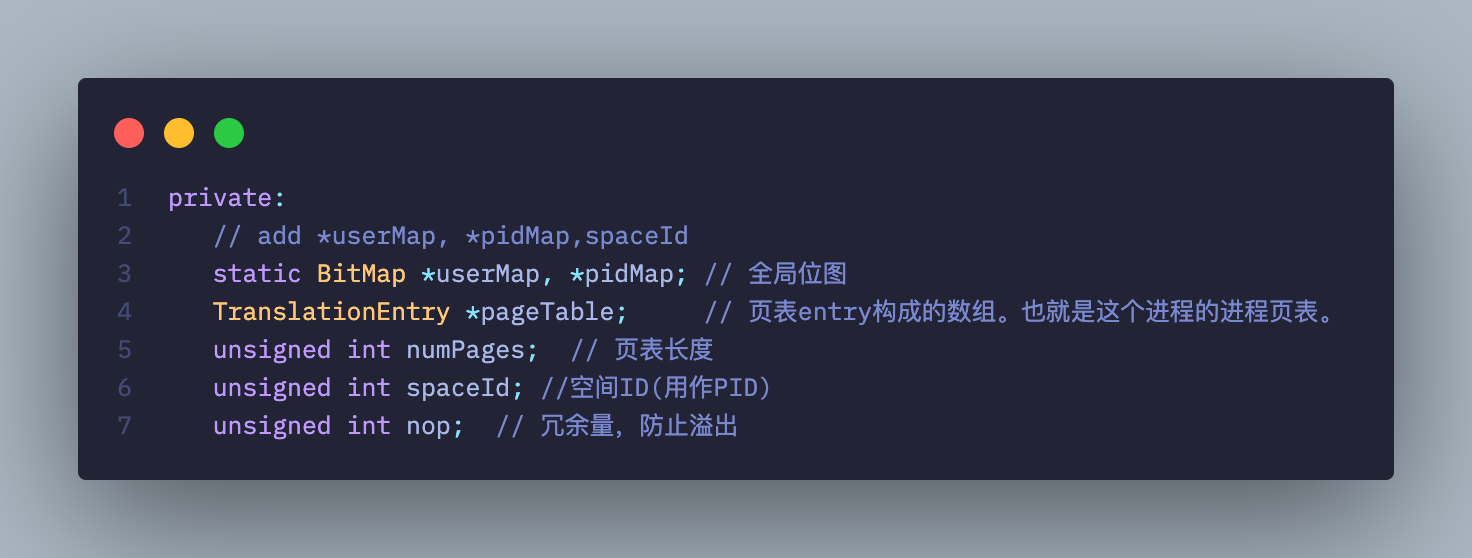 1 private:
2 // add *userMap, *pidMap,spaceId
3 static BitMap *userMap, *pidMap; // 全局位图
4 TranslationEntry *pageTable; // 页表entry构成的数组。也就是这个进程的进程页表。
5 unsigned int numPages; // 页表长度
6 unsigned int spaceId; //空间ID(用作PID)
7 unsigned int nop; // 冗余量，防止溢出